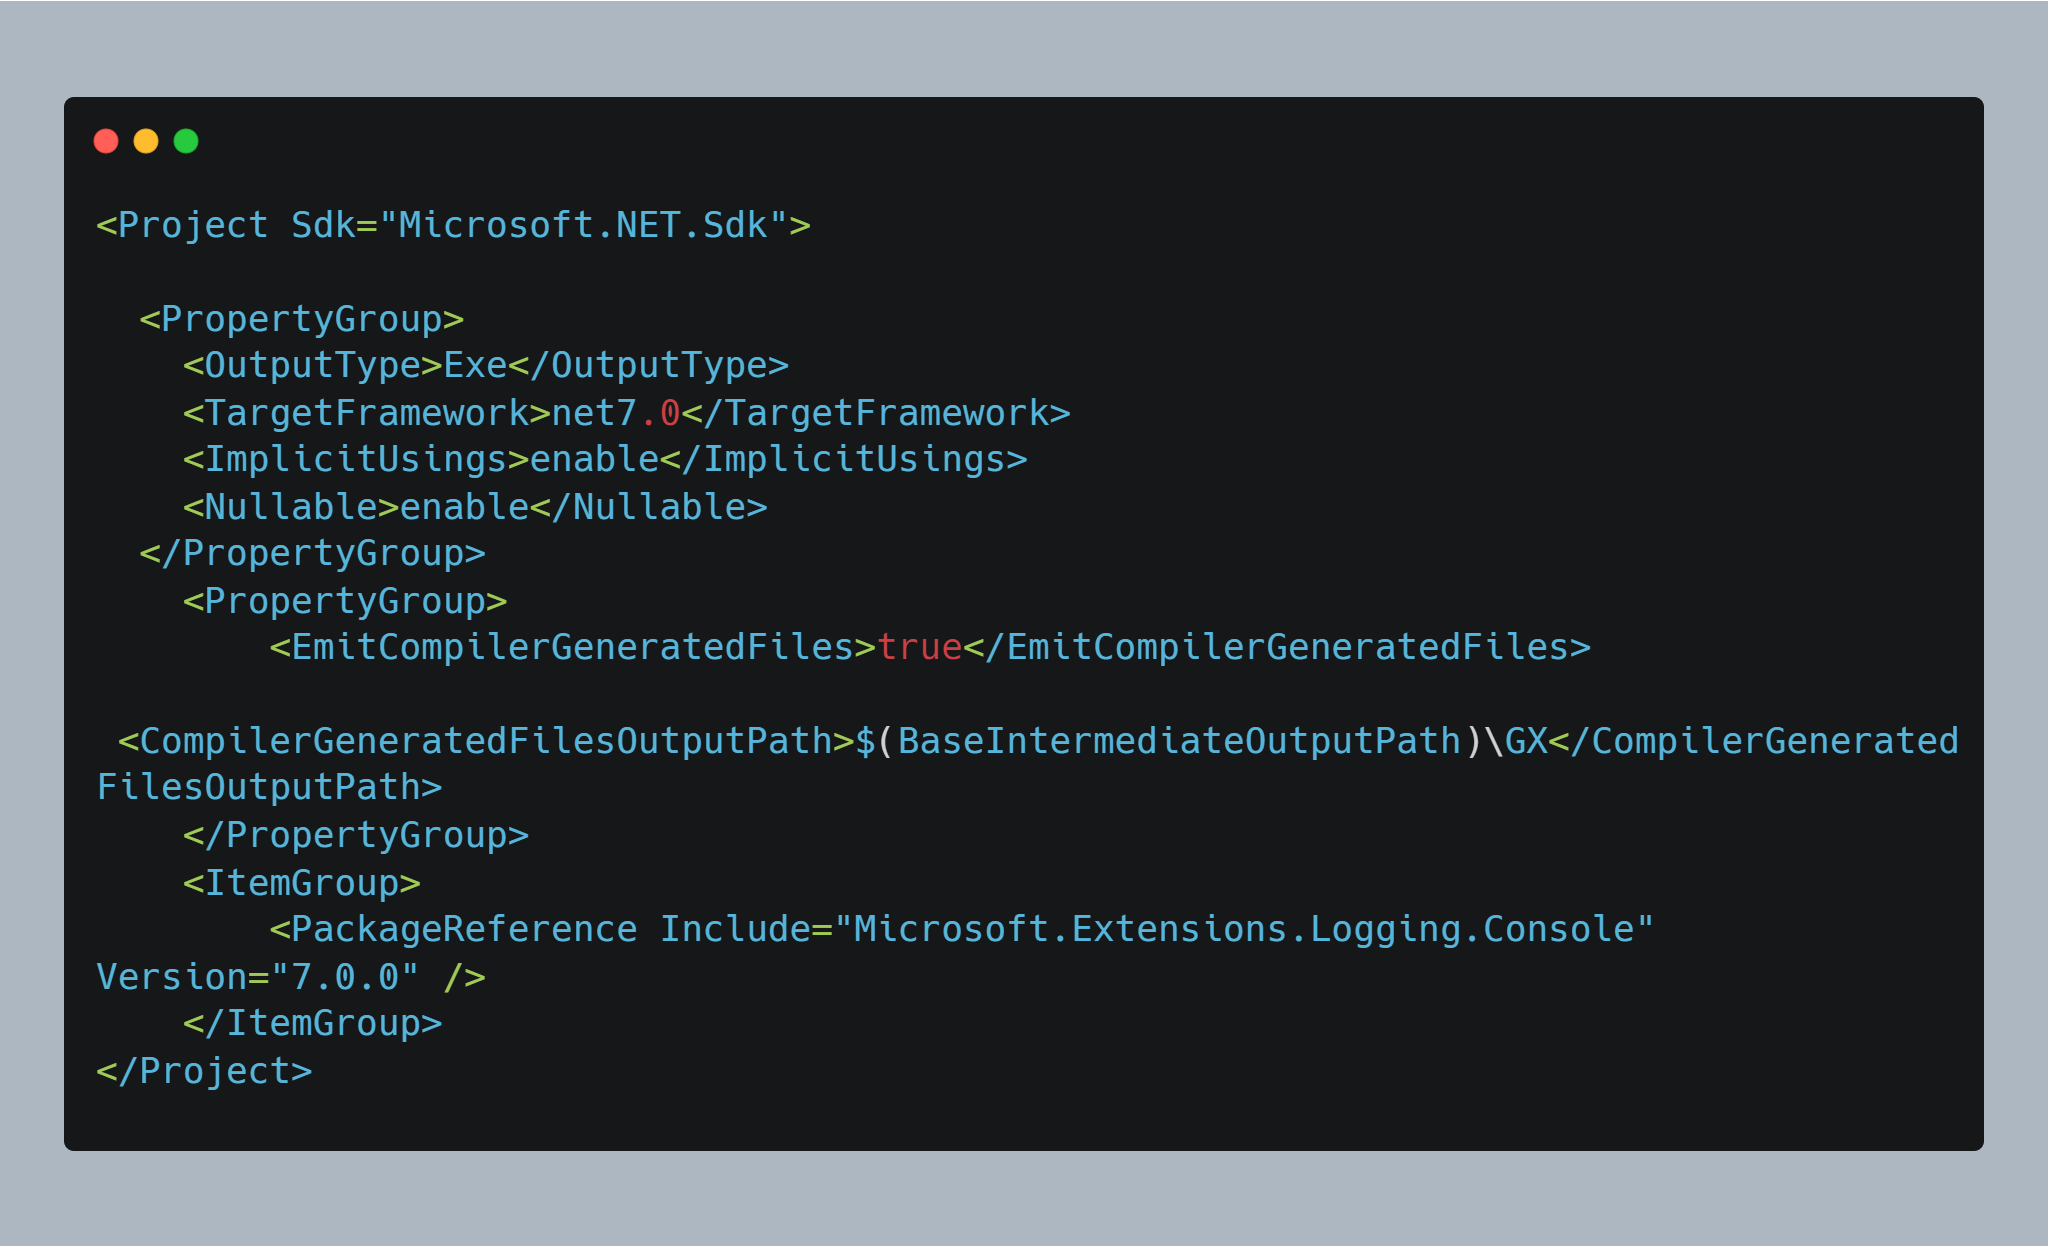 <Project Sdk="Microsoft.NET.Sdk">

  <PropertyGroup>
    <OutputType>Exe</OutputType>
    <TargetFramework>net7.0</TargetFramework>
    <ImplicitUsings>enable</ImplicitUsings>
    <Nullable>enable</Nullable>
  </PropertyGroup>
    <PropertyGroup>
        <EmitCompilerGeneratedFiles>true</EmitCompilerGeneratedFiles>

 <CompilerGeneratedFilesOutputPath>$(BaseIntermediateOutputPath)\GX</CompilerGenerated
FilesOutputPath>
    </PropertyGroup>
    <ItemGroup>
        <PackageReference Include="Microsoft.Extensions.Logging.Console"
Version="7.0.0" />
    </ItemGroup>
</Project>